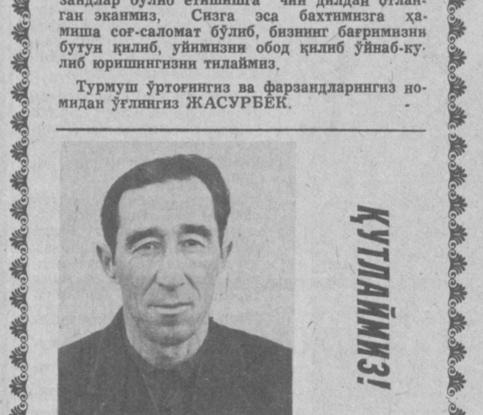 зандлар бўлиб етишишга чин дилдан отлан-
ган эканмиз, Сизга эса бахтимизга ҳа-
миша соғ-саломат бўлиб, бизнинг бағримизни
бутун қилиб, уйимизни обод қилиб ўйнаб-ку-
либ юришингизни тилаймиз.
Турмуш ўртоғингиз ва фарзандларингиз но-
мидан ўғлингиз ЖАСУРБЕК.
ҚУТЛАЙМИЗ!